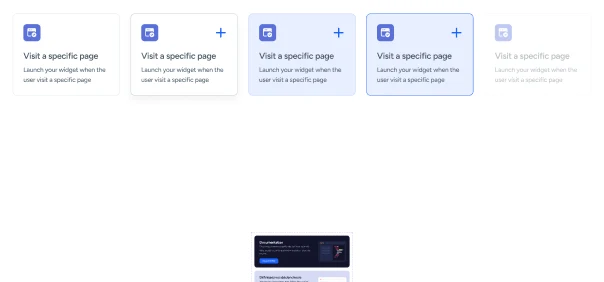 Visit a specific page
Launch your widget when the
user visit a specific page
Visit a specific page
Launch your widget when the
user visit a specific page
Visit a specific page
Launch your widget when the
user visit a specific page
Visit a specific page
Launch your widget when the
user visit a specific page
Visit a specific page
Launch your widget when the
user visit a specific page
Documentation